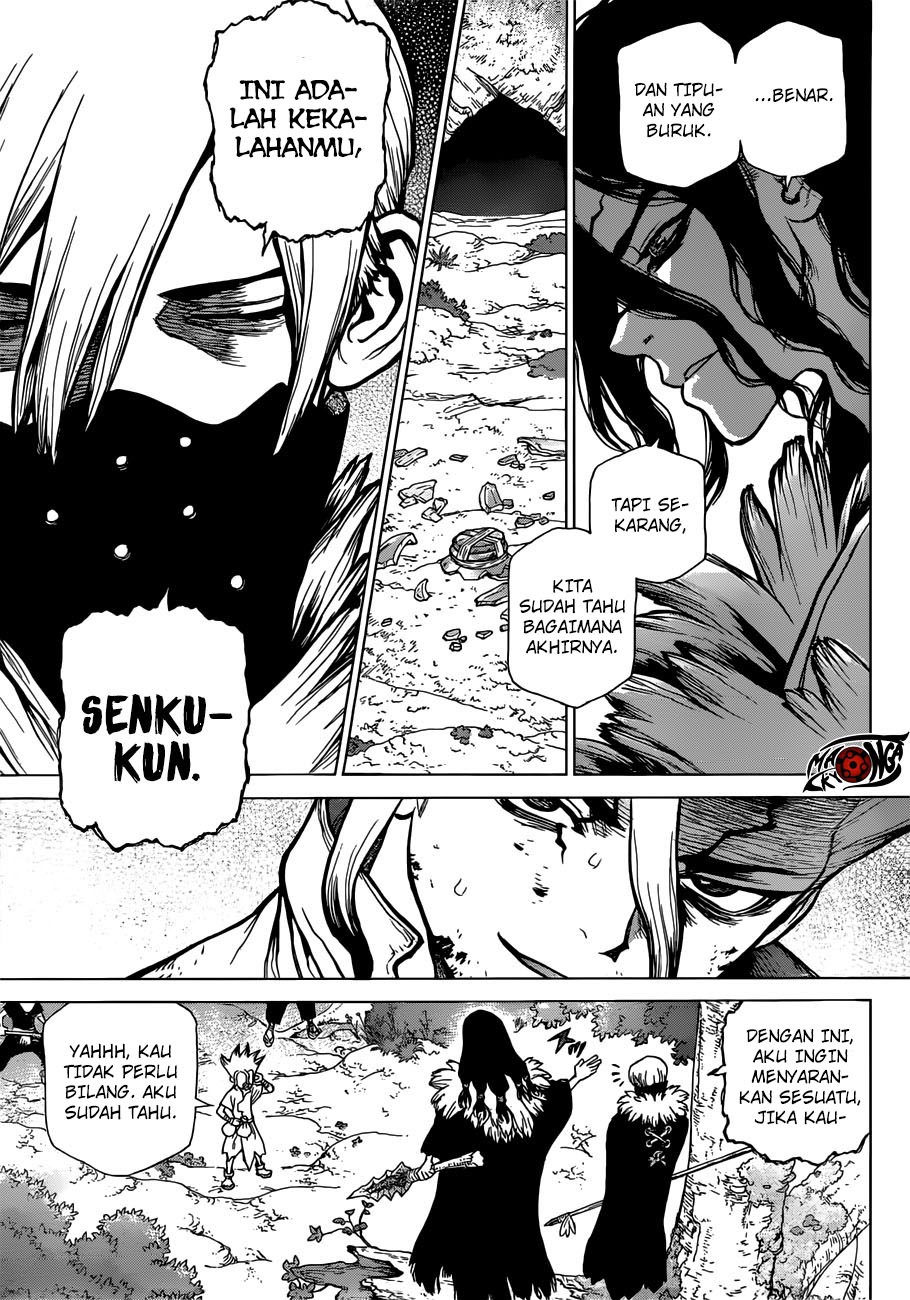 ...BENAR.
DAN TIPU-
AN YANG
BURUK.
TAPI SE-
KARANG,
KITA
SUDAH TAHU
BAGAIMANA
AKHIRNYA.
INI ADA-
LAH KEKA-
LAHANMU,
SENKU-
KUN.
DENGAN INI,
AKU INGIN
MENYARAN-
KAN SESUATU,
JIKA KAU-
YAHHH, KAU
TIDAK PERLU
BILANG. AKU
SUDAH TAHU.